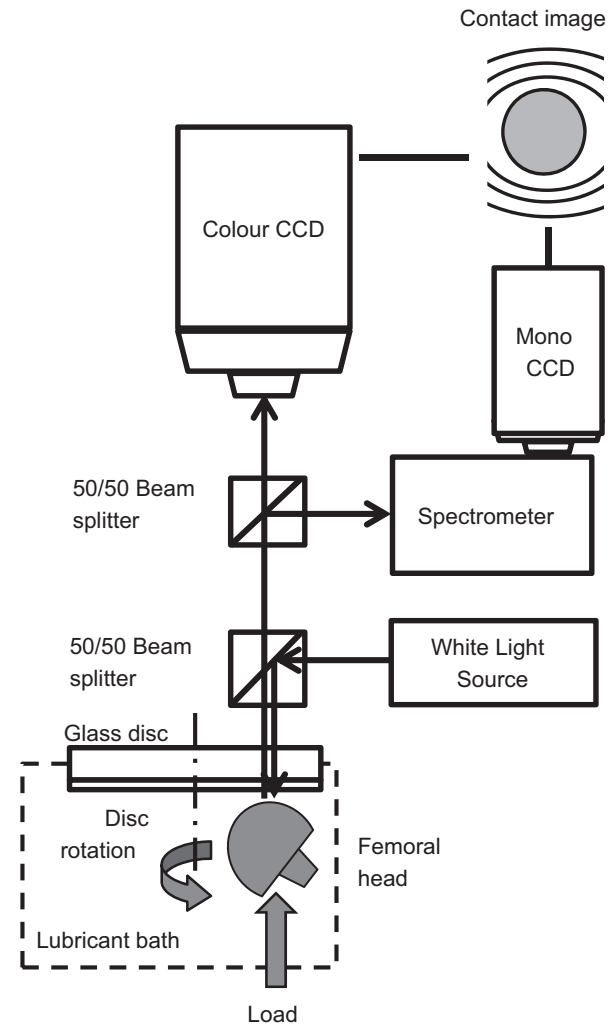 Contact image
Colour CCD
Mono
CCD
50/50 Beam
splitter
Spectrometer
50/50 Beam
splitter
White Light
Source
Glass disc
Disc
rotation
Femoral
head
Lubricant bath
Load